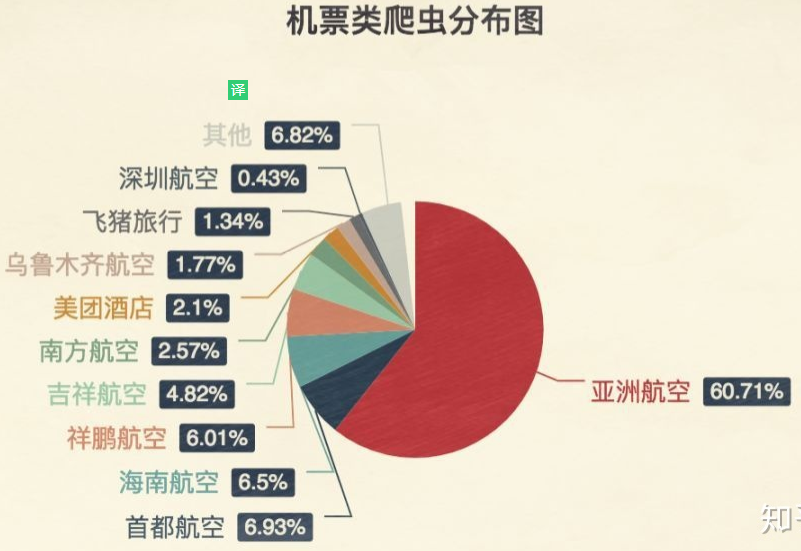 机票类爬虫分布图
译
其他 6.82%
深圳航空 0.43%
飞猪旅行 1.34%
乌鲁木齐航空 1.77%
美团酒店 2.1%
南方航空 2.57%
亚洲航空 60.71%
吉祥航空 4.82%
祥鹏航空 6.01%
海南航空 6.5%
首都航空 6.93%
知